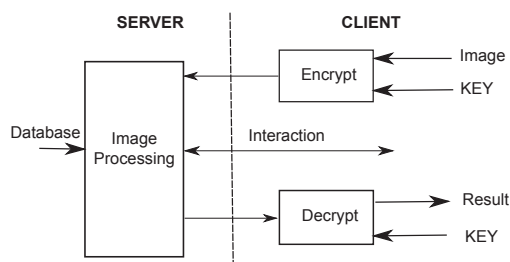 SERVER
CLIENT
Image
Encrypt
KEY
Database
Image
Processing
Interaction
Result
Decrypt
KEY